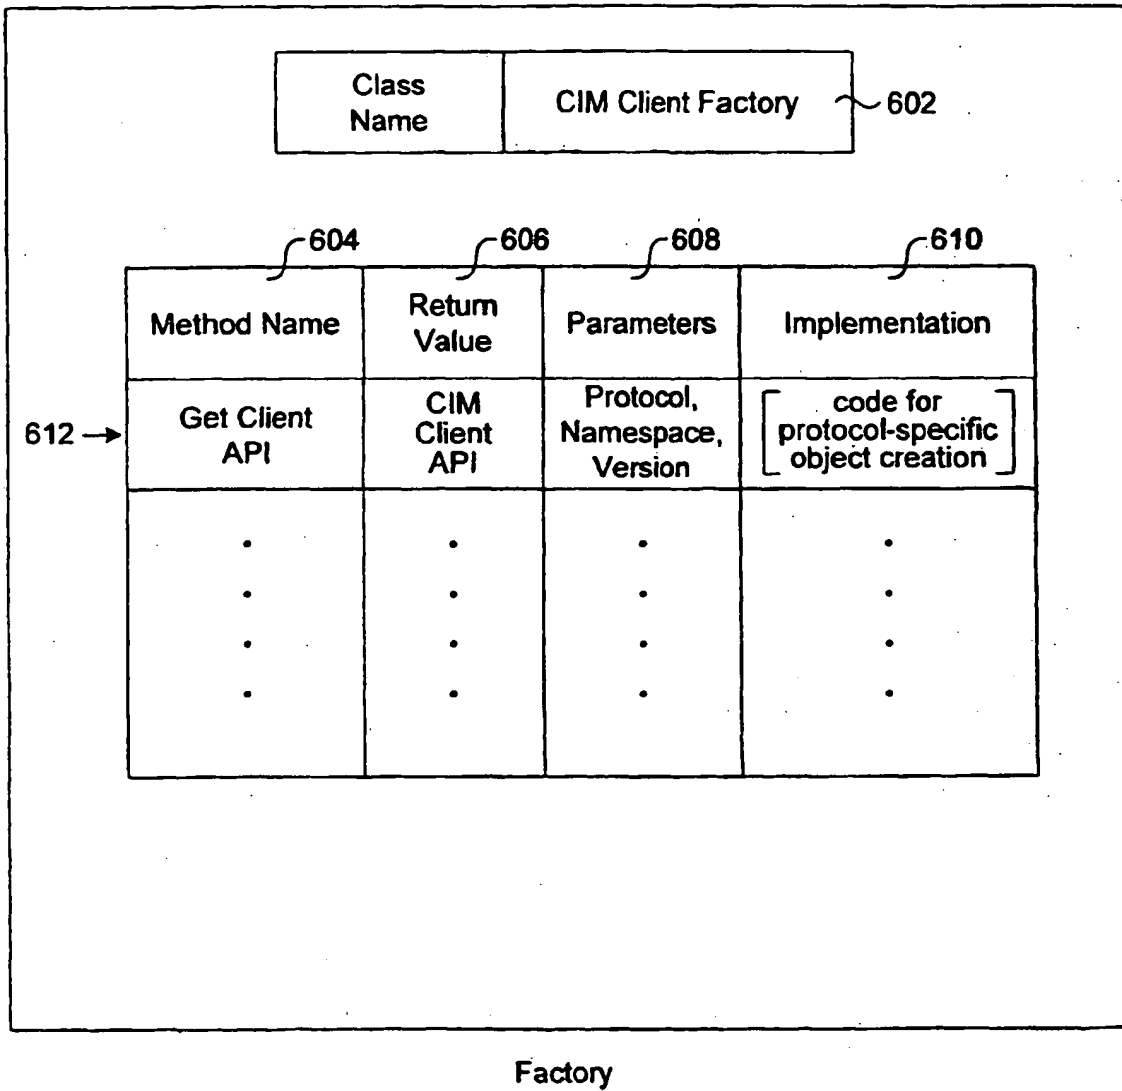 Class
Name
CIM Client Factory
602
604
606
608
610
Method Name
Return
Value
Parameters
Implementation
612
Get Client
API
CIM
Client
API
Protocol,
Namespace,
Version
code for
protocol-specific
object creation
Factory